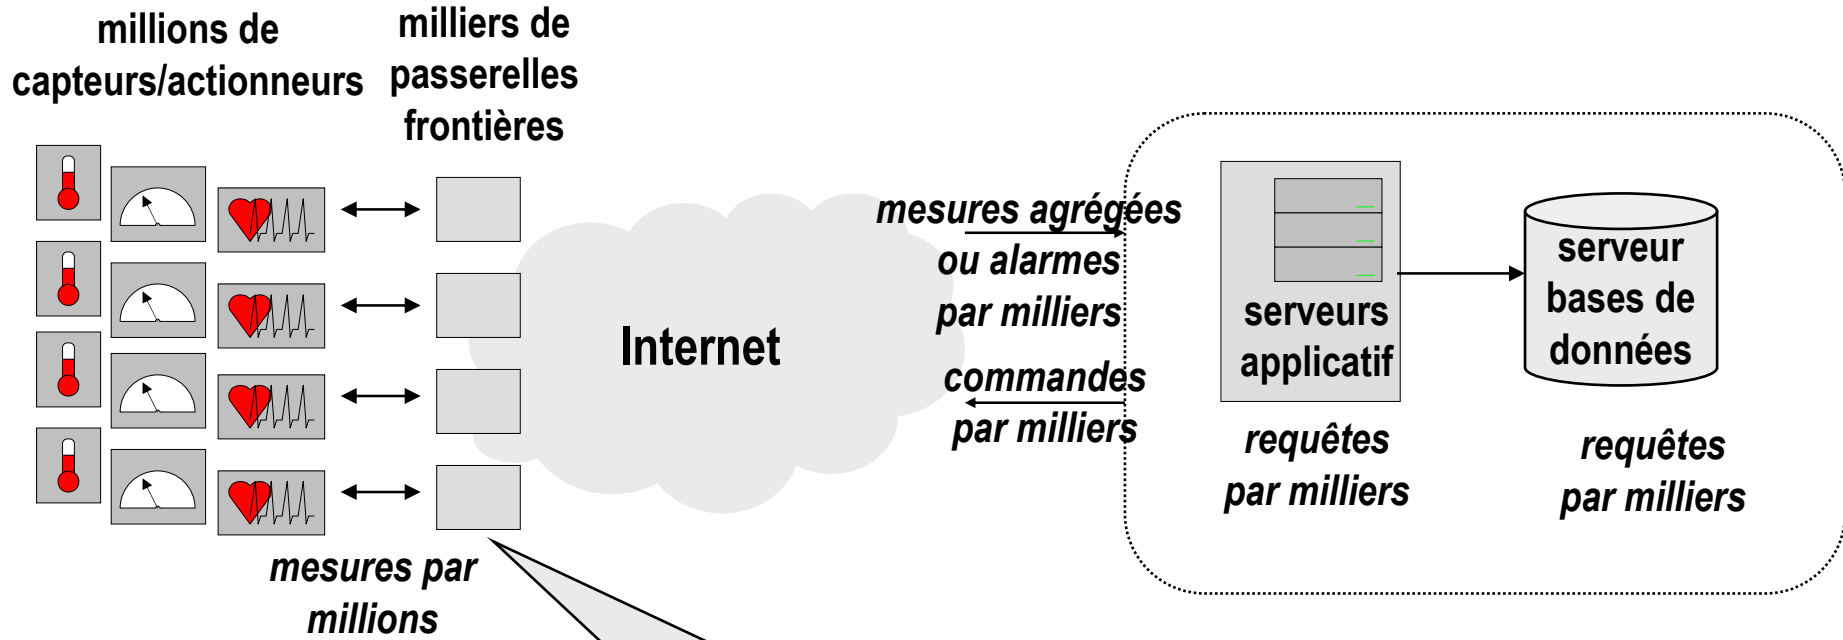 millions de
capteurs/actionneurs
milliers de
passerelles
frontières
mesures par
millions
Internet
mesures agrégées
ou alarmes
par milliers
commandes
par milliers
serveurs
applicatif
requêtes
par milliers
serveur
bases de
données
requêtes
par milliers